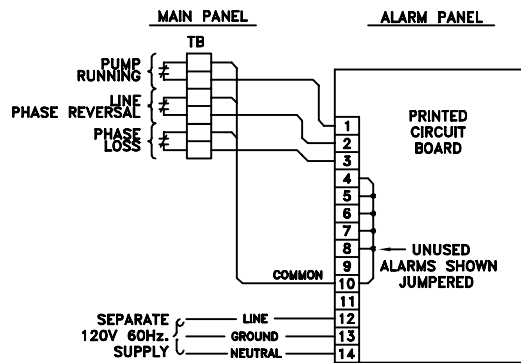 MAIN PANEL
ALARM PANEL
TB
PUMP
RUNNING
LINE
PHASE REVERSAL
PHASE
LOSS
PRINTED
CIRCUIT
BOARD
1
2
3
4
5
6
7
8
9
10
11
12
13
14
UNUSED
ALARMS SHOWN
JUMPERED
COMMON
SEPARATE
120V 60Hz.
SUPPLY
LINE
GROUND
NEUTRAL